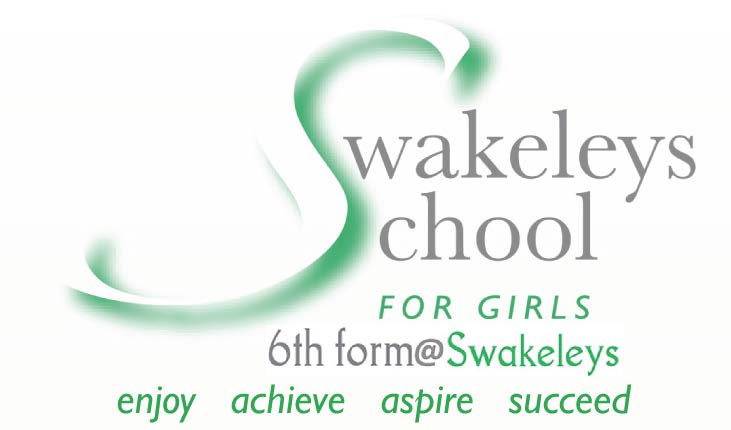 Swakeleys
School
FOR GIRLS
6th form@Swakeleys
enjoy achieve aspire succeed